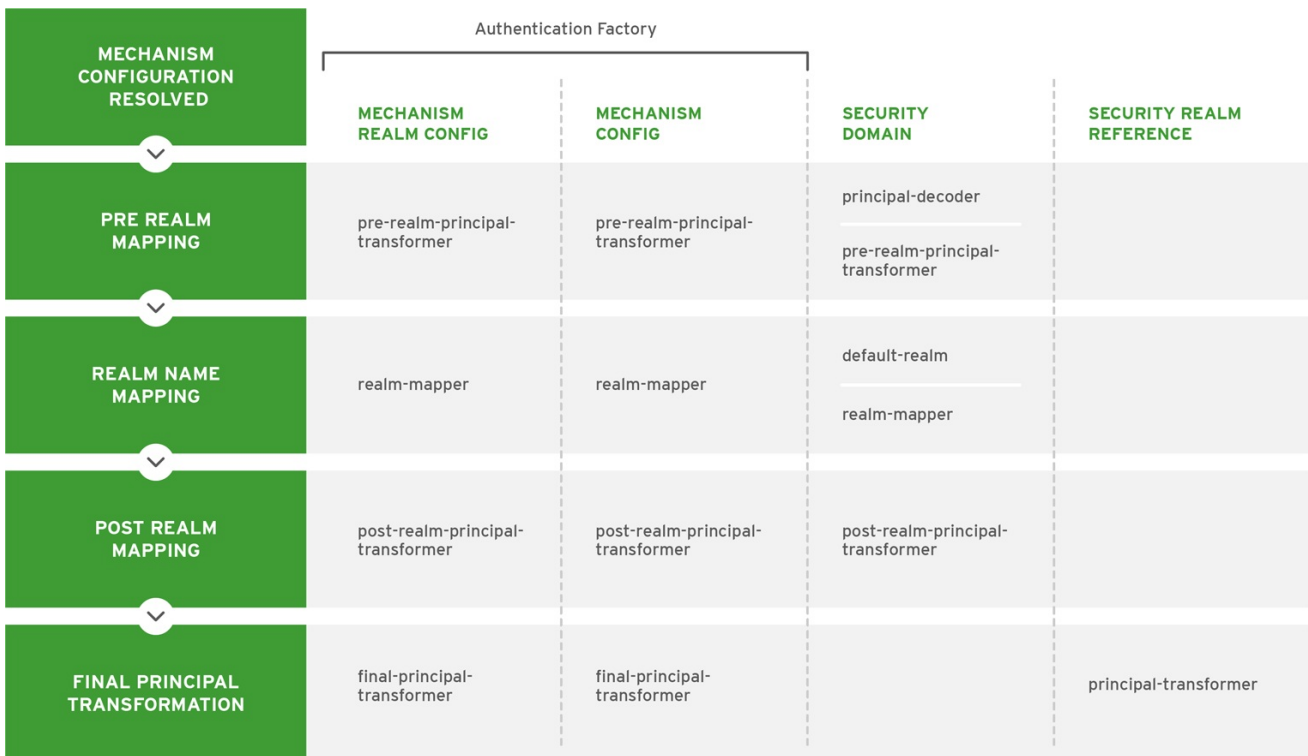 Authentication Factory
MECHANISM
CONFIGURATION
RESOLVED
MECHANISM
REALM CONFIG
MECHANISM
CONFIG
SECURITY
DOMAIN
SECURITY REALM
REFERENCE
PRE REALM
MAPPING
pre-realm-principal-
transformer
pre-realm-principal-
transformer
principal-decoder
pre-realm-principal-
transformer
REALM NAME
MAPPING
realm-mapper
realm-mapper
default-realm
realm-mapper
POST REALM
MAPPING
post-realm-principal-
transformer
post-realm-principal-
transformer
post-realm-principal-
transformer
FINAL PRINCIPAL
TRANSFORMATION
final-principal-
transformer
final-principal-
transformer
principal-transformer